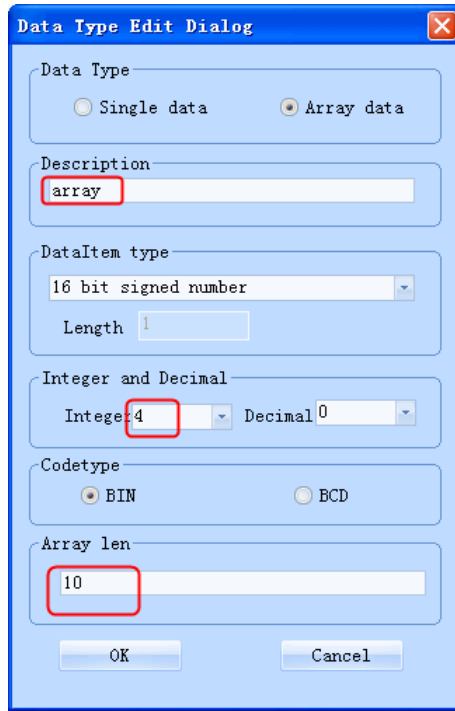 Data Type Edit Dialog
Data Type
Single data Array data
Description
array
DataItem type
16 bit signed number
Length 1
Integer and Decimal
Integer 4 Decimal 0
Codetype
BIN BCD
Array len
10
OK Cancel